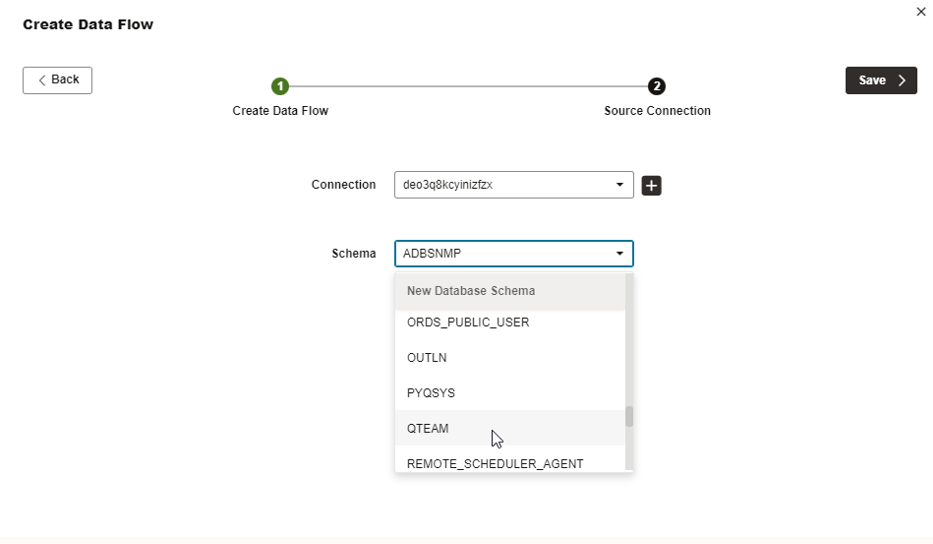 Create Data Flow
Back
1
2
Save
Create Data Flow
Source Connection
Connection
deo3q8kcyinizfzx
Schema
ADBSNMP
New Database Schema
ORDS_PUBLIC_USER
OUTLN
PYQSYS
QTEAM
REMOTE_SCHEDULER_AGENT